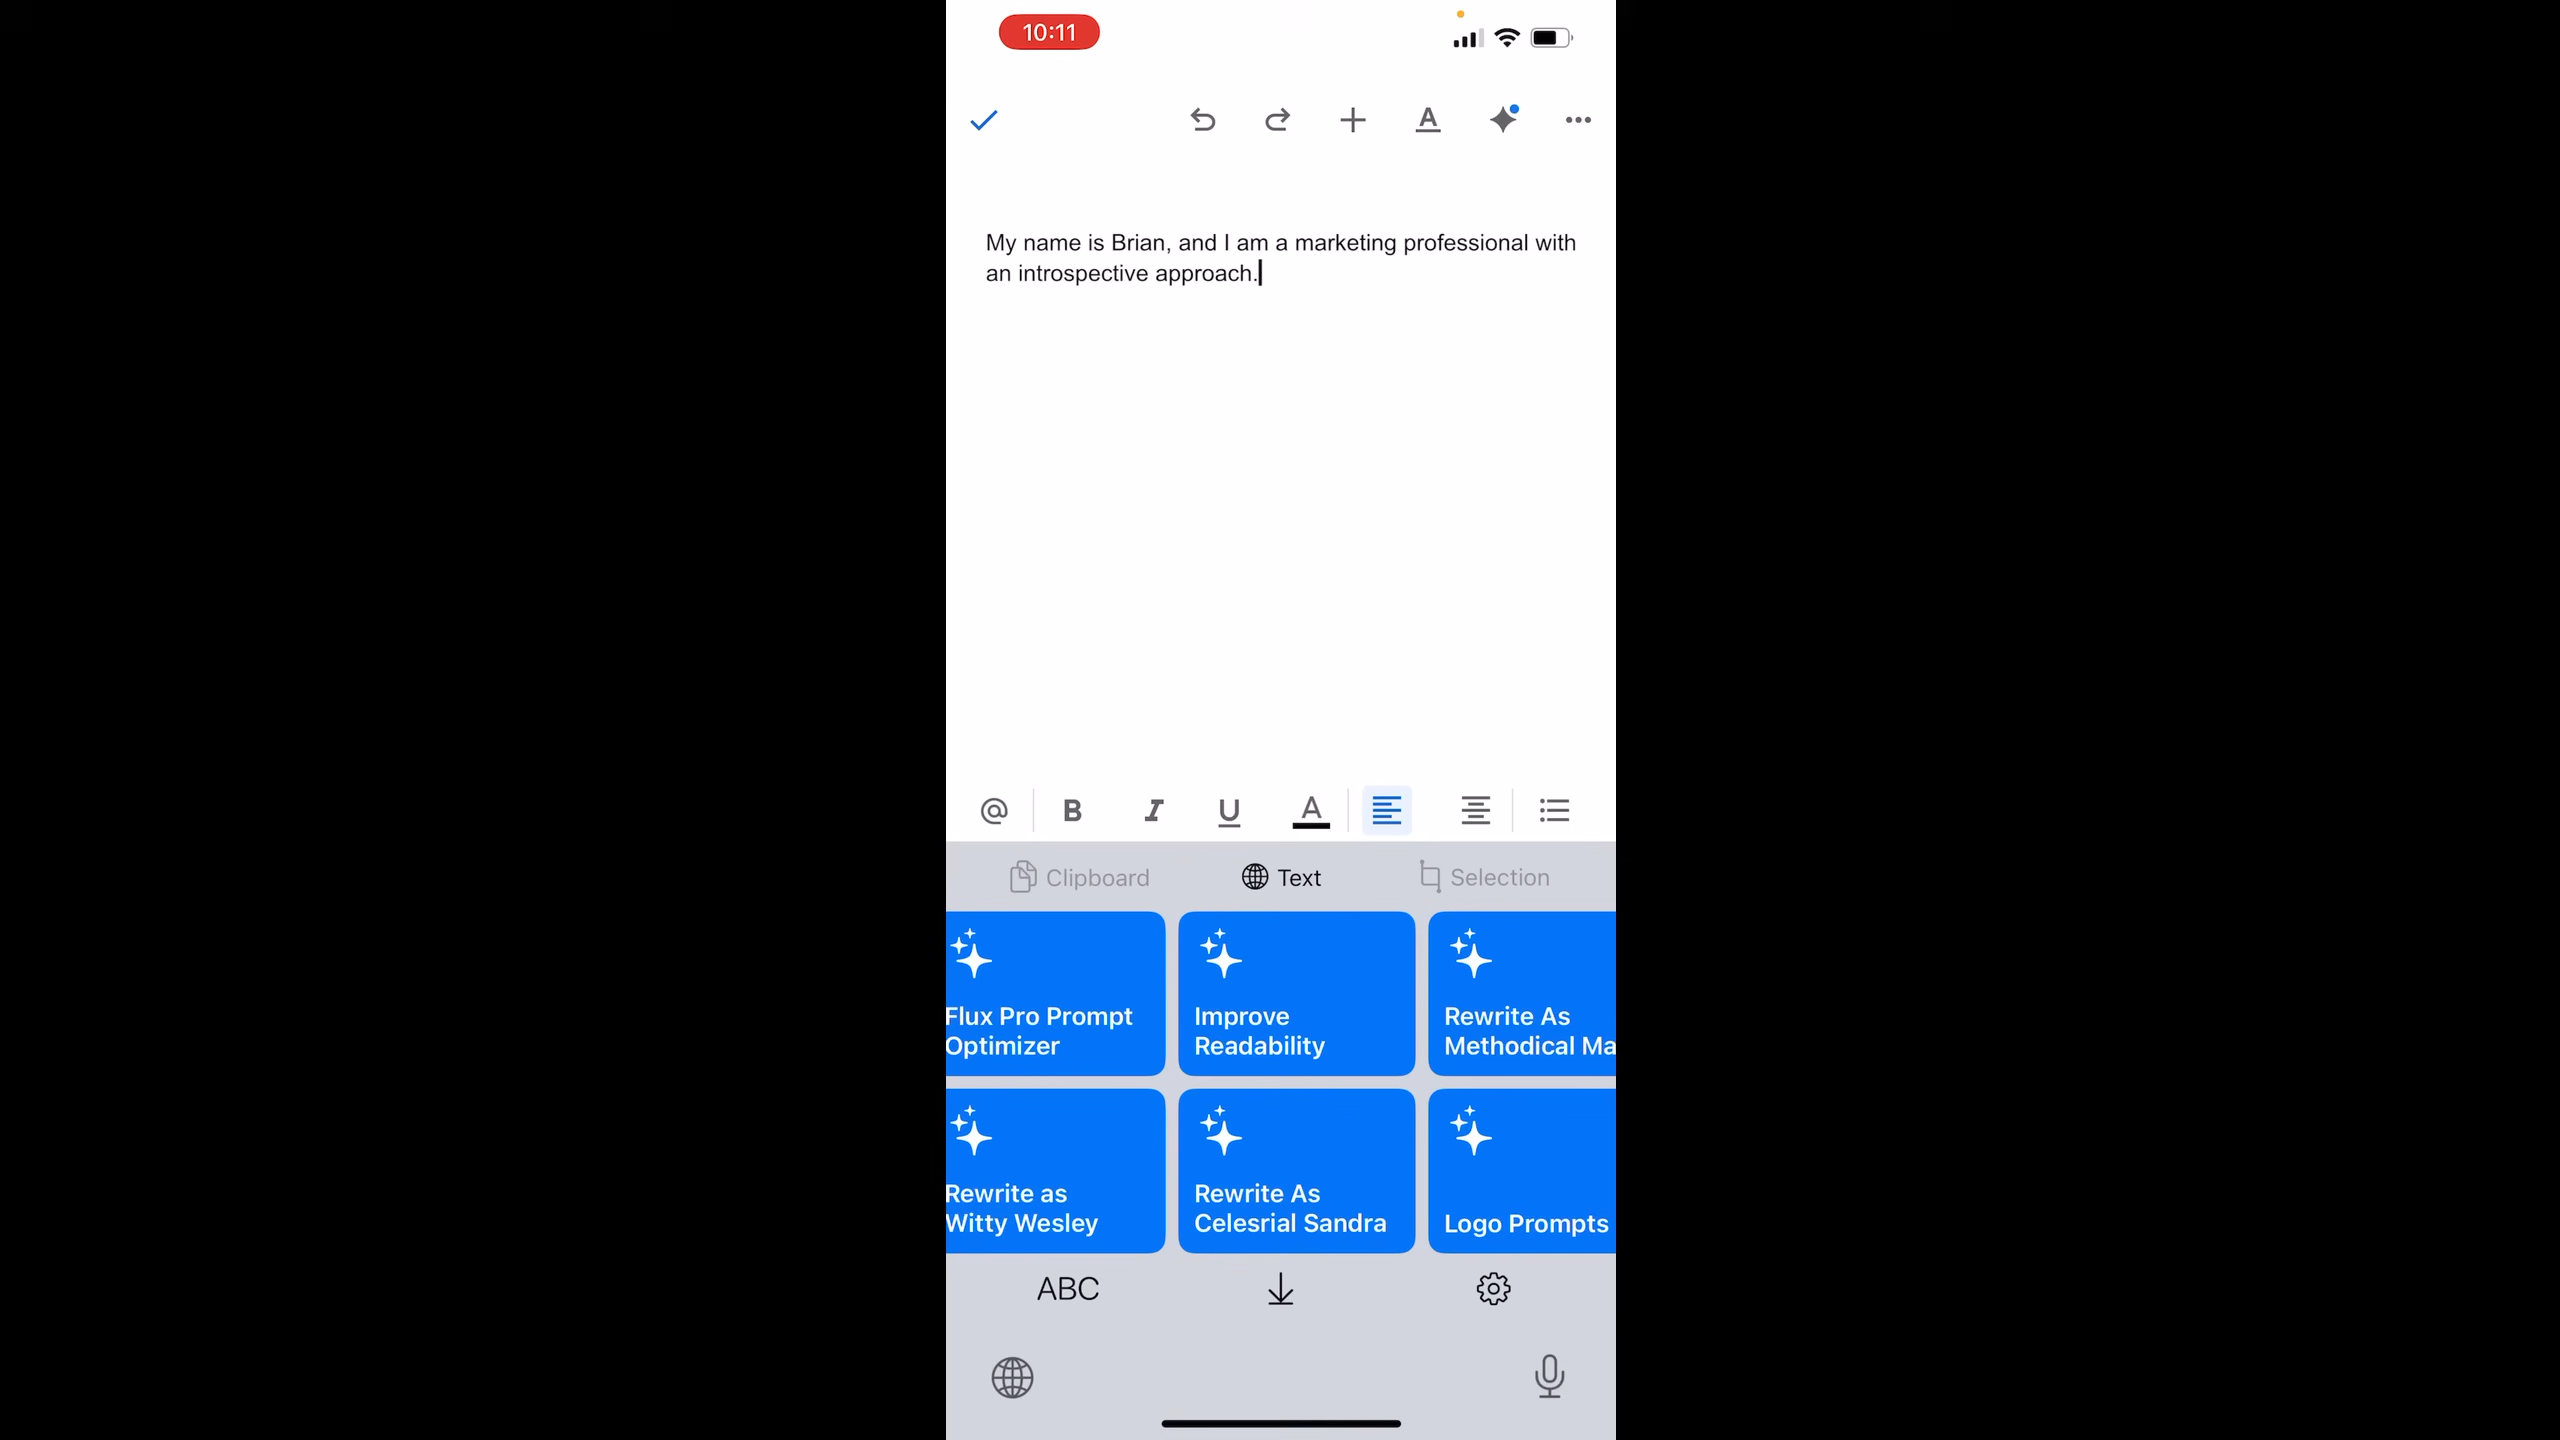 10:11
My name is Brian, and I am a marketing professional with
an introspective approach.
@ B I U A
Clipboard Text Selection
Flux Pro Prompt
Optimizer
Improve
Readability
Rewrite As
Methodical Ma
Rewrite as
Witty Wesley
Rewrite As
Celesrial Sandra
Logo Prompts
ABC